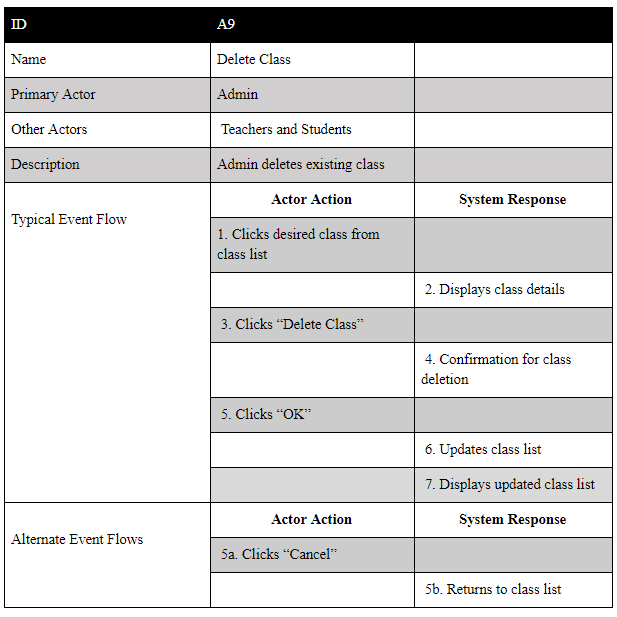 ID A9
Name Delete Class
Primary Actor Admin
Other Actors Teachers and Students
Description Admin deletes existing class
Typical Event Flow
Actor Action System Response
1. Clicks desired class from
class list
2. Displays class details
3. Clicks “Delete Class”
4. Confirmation for class
deletion
5. Clicks “OK”
6. Updates class list
7. Displays updated class list
Alternate Event Flows
Actor Action System Response
5a. Clicks “Cancel”
5b. Returns to class list